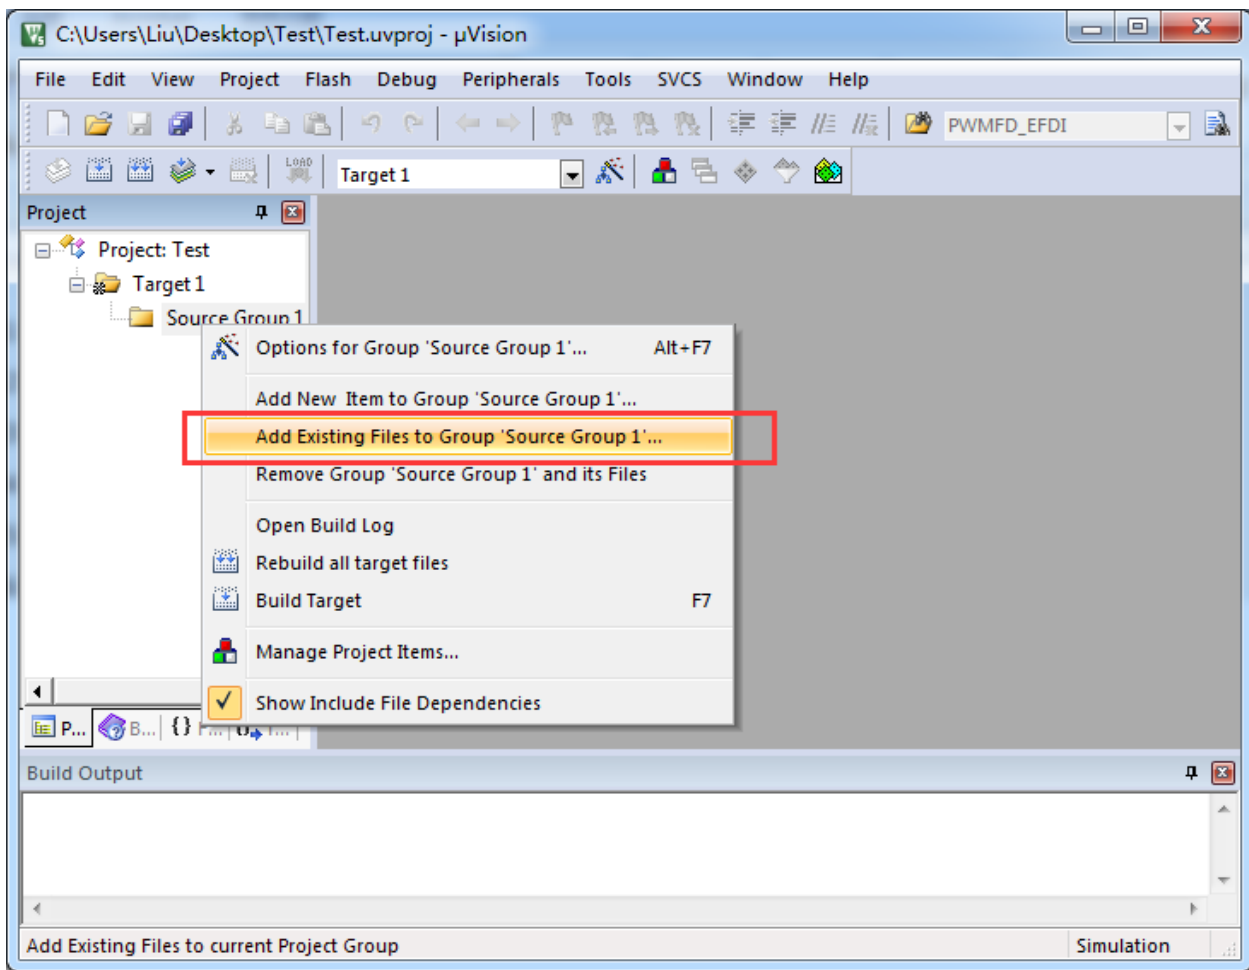 C:\Users\Liu\Desktop\Test\Test.uvproj - µVision
File Edit View Project Flash Debug Peripherals Tools SVCS Window Help
PWMFD_EFDI
LOAD
Target 1
Project
Project: Test
Target 1
Source Group 1
Options for Group 'Source Group 1'... Alt+F7
Add New Item to Group 'Source Group 1'...
Add Existing Files to Group 'Source Group 1'...
Remove Group 'Source Group 1' and its Files
Open Build Log
Rebuild all target files
Build Target F7
Manage Project Items...
Show Include File Dependencies
P... B... {}
Build Output
Add Existing Files to current Project Group Simulation